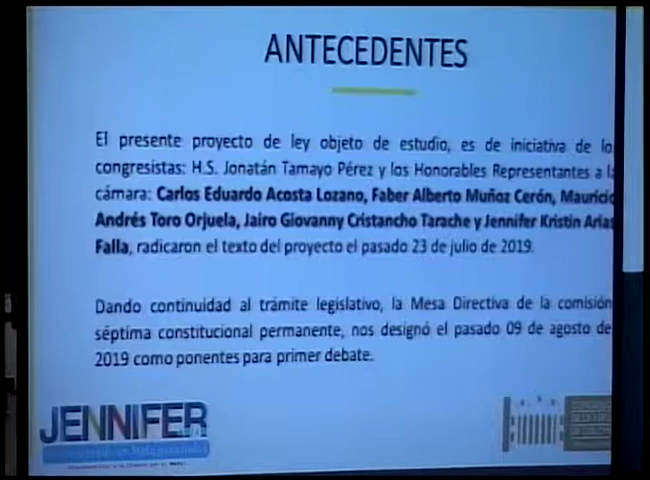 ANTECEDENTES
El presente proyecto de ley objeto de estudio, es de iniciativa de lo
congresistas: H.S. Jonatán Tamayo Pérez y los Honorables Representantes a l
cámara: Carlos Eduardo Acosta Lozano, Faber Alberto Muñoz Cerón, Mauricio
Andrés Toro Orjuela, Jairo Giovanny Cristancho Tarache y Jennifer Kristin Arias
Falla, radicaron el texto del proyecto el pasado 23 de julio de 2019.
Dando continuidad al trámite legislativo, la Mesa Directiva de la comisión
séptima constitucional permanente, nos designó el pasado 09 de agosto de
2019 como ponentes para primer debate.
JENNIFER